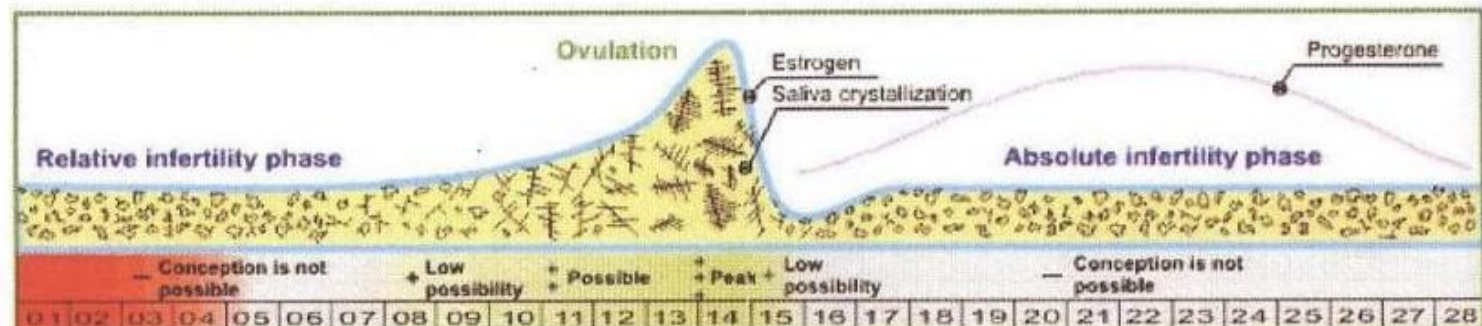 Ovulation
Estrogen
Saliva crystallization
Progesterone
Relative infertility phase
Absolute infertility phase
— Conception is not
possible
+ Low
possibility
+
+ Possible
+
+
+ Peak
+ Low
possibility
— Conception is not
possible
01 02 03 04 05 06 07 08 09 10 11 12 13 14 15 16 17 18 19 20 21 22 23 24 25 26 27 28